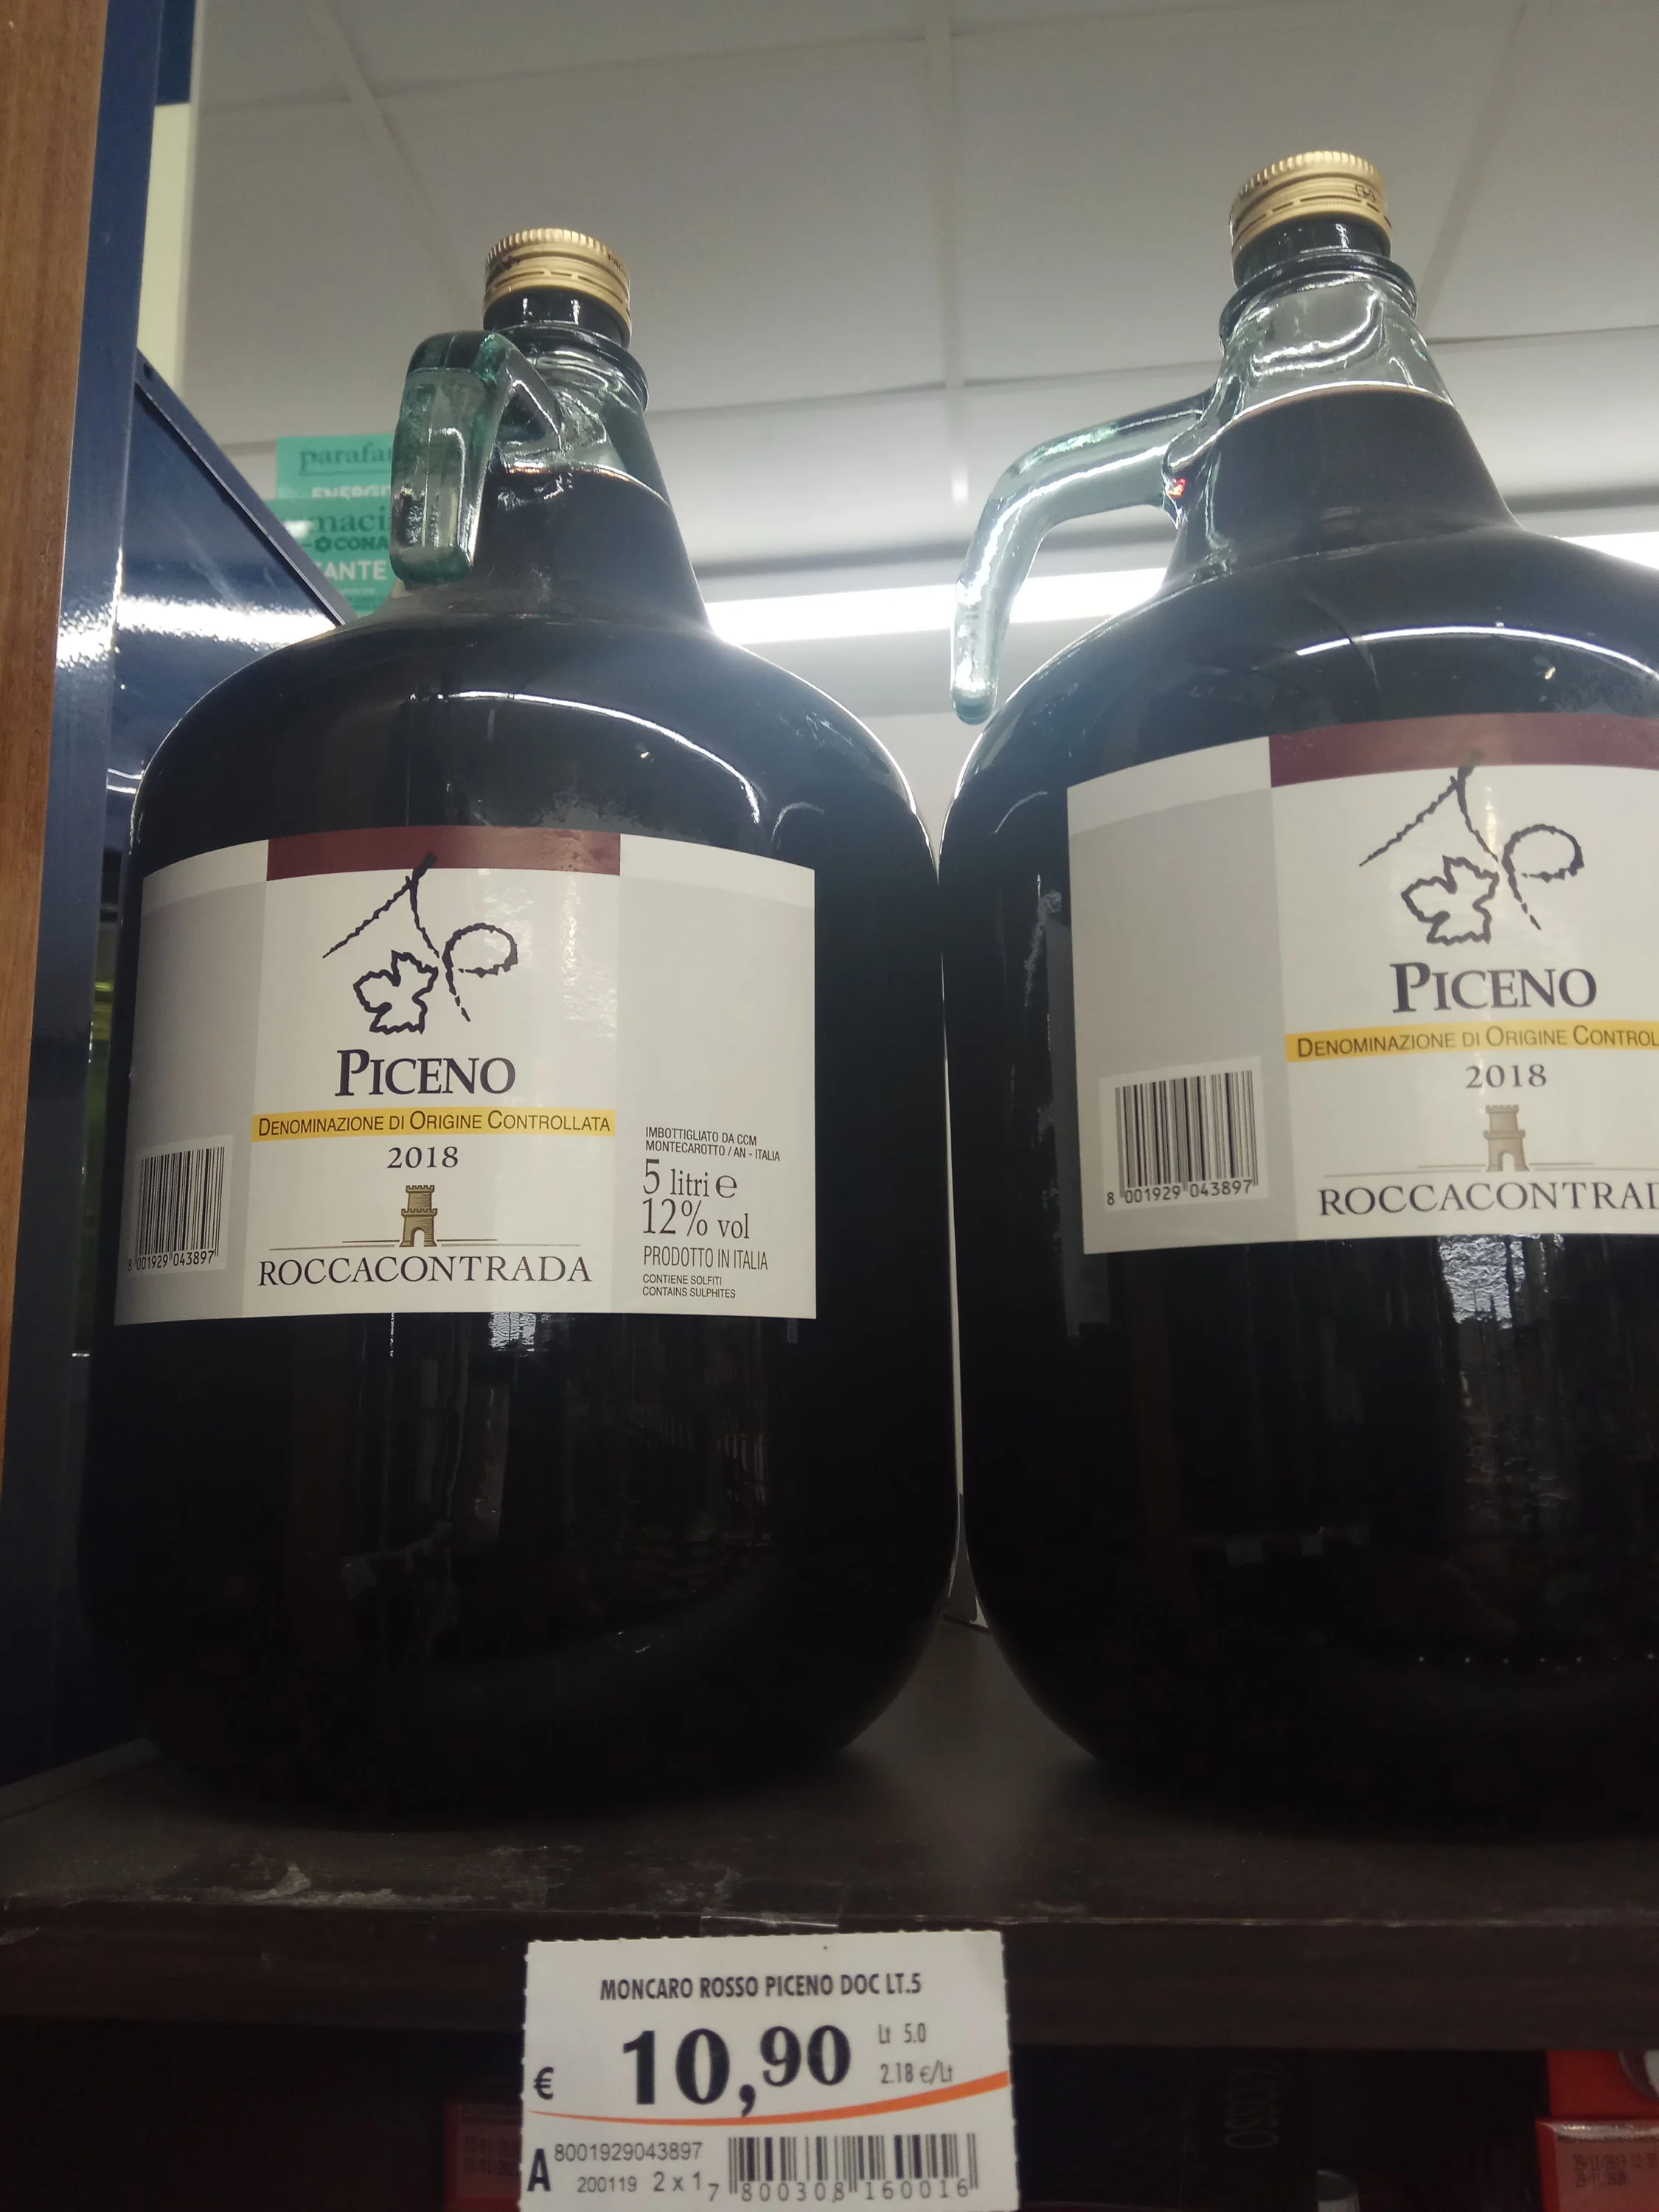 ANTE
PICENO
DENOMINAZIONE DI ORIGINE CONTROLLATA
2018
ROCCACONTRADA
8 001929 043897
IMBOTTIGLIATO DA CCM
MONTECAROTTO / AN - ITALIA
5 litri e
12% vol
PRODOTTO IN ITALIA
CONTIENE SOLFITI
CONTAINS SULPHITES
PICENO
DENOMINAZIONE DI ORIGINE CONTROL
2018
ROCCACONTRAD
8 001929 043897
MONCARO ROSSO PICENO DOC LT.5
€ 10,90
Lt 5.0
2.18 €/Lt
A
8001929043897
200119 2 x 1
7 800308 160016